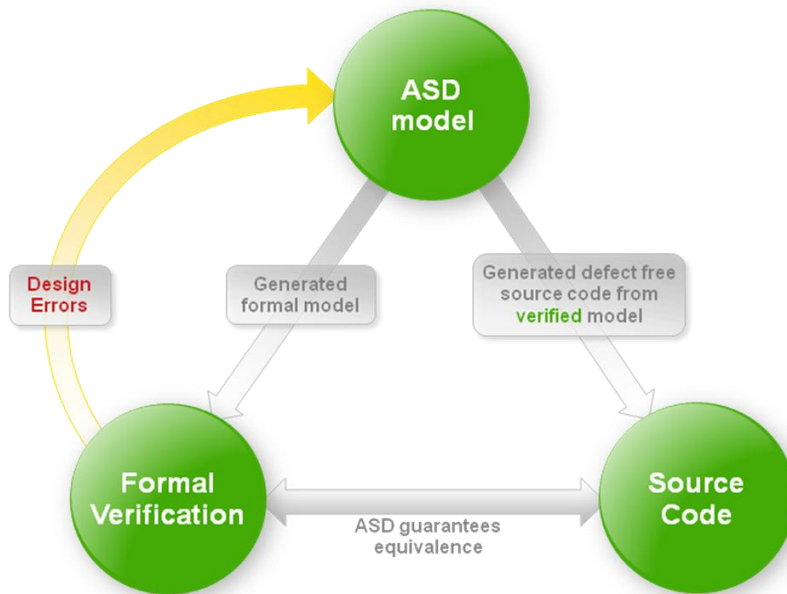 ASD
model
Design
Errors
Generated
formal model
Generated defect free
source code from
verified model
Formal
Verification
ASD guarantees
equivalence
Source
Code